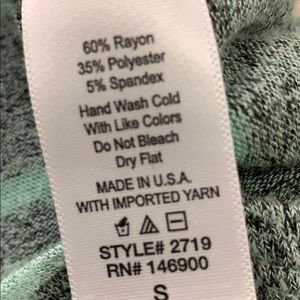 60% Rayon
35% Polyester
5% Spandex
Hand Wash Cold
With Like Colors
Do Not Bleach
Dry Flat
MADE IN U.S.A.
WITH IMPORTED YARN
STYLE# 2719
RN# 146900
S